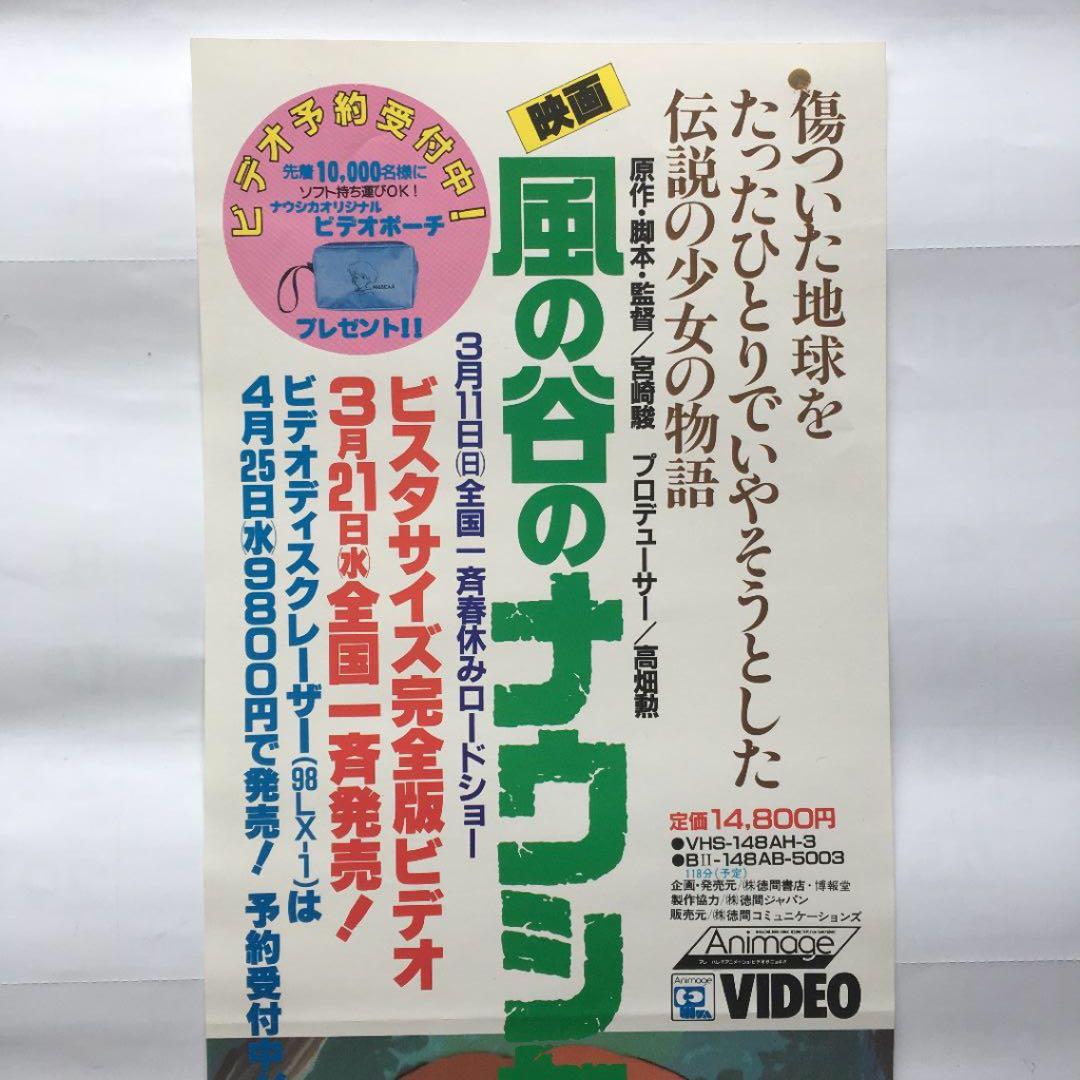 傷ついた地球を
たったひとりでいやそうとした
伝説の少女の物語
映画
原作・脚本・監督/宮崎駿 プロデューサー/高畑勲
風の谷のナウシ
3月11日(日)全国一斉春休みロードショー
ビスタサイズ完全版ビデオ
3月21日(水)全国一斉発売!
ビデオディスクレーザー(98LX-1)は
4月25日(水)9800円で発売! 予約受付中
ビデオ予約受付中!
先着10,000名様に
ソフト持ち運びOK!
ナウシカオリジナル
ビデオポーチ
プレゼント!!
定価14,800円
●VHS-148AH-3
●BII-148AB-5003
118分(予定)
企画・発売元/㈱徳間書店・博報堂
製作協力/㈱徳間ジャパン
販売元/㈱徳間コミュニケーションズ
Animage
Animage
VIDEO